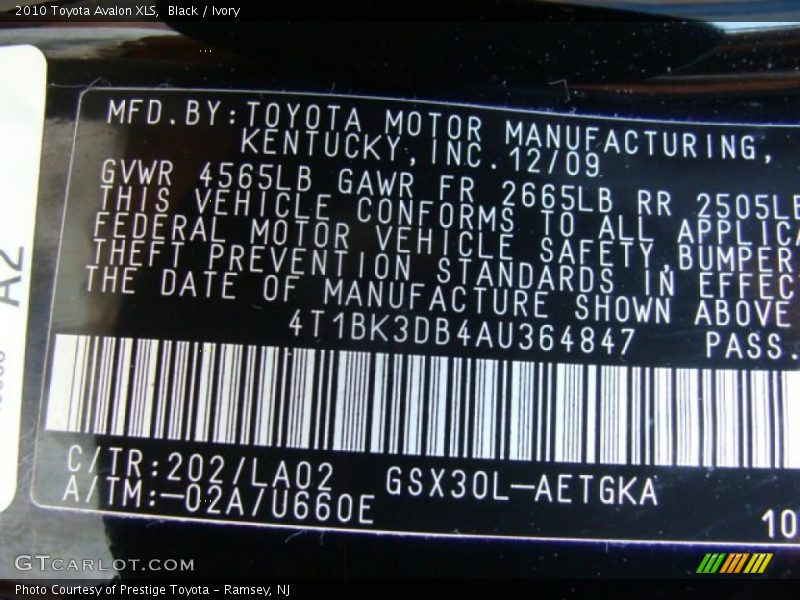 2010 Toyota Avalon XLS, Black / Ivory
A2
MFD.BY:TOYOTA MOTOR MANUFACTURING,
KENTUCKY,INC.12/09
GVWR 4565LB GAWR FR 2665LB RR 2505LB
THIS VEHICLE CONFORMS TO ALL APPLICA
FEDERAL MOTOR VEHICLE SAFETY,BUMPER
THEFT PREVENTION STANDARDS IN EFFEC
THE DATE OF MANUFACTURE SHOWN ABOVE
4T1BK3DB4AU364847 PASS.
C/TR:202/LA02 GSX30L-AETGKA
A/TM:-02A/U660E
10
GTCARLOT.COM
Photo Courtesy of Prestige Toyota - Ramsey, NJ